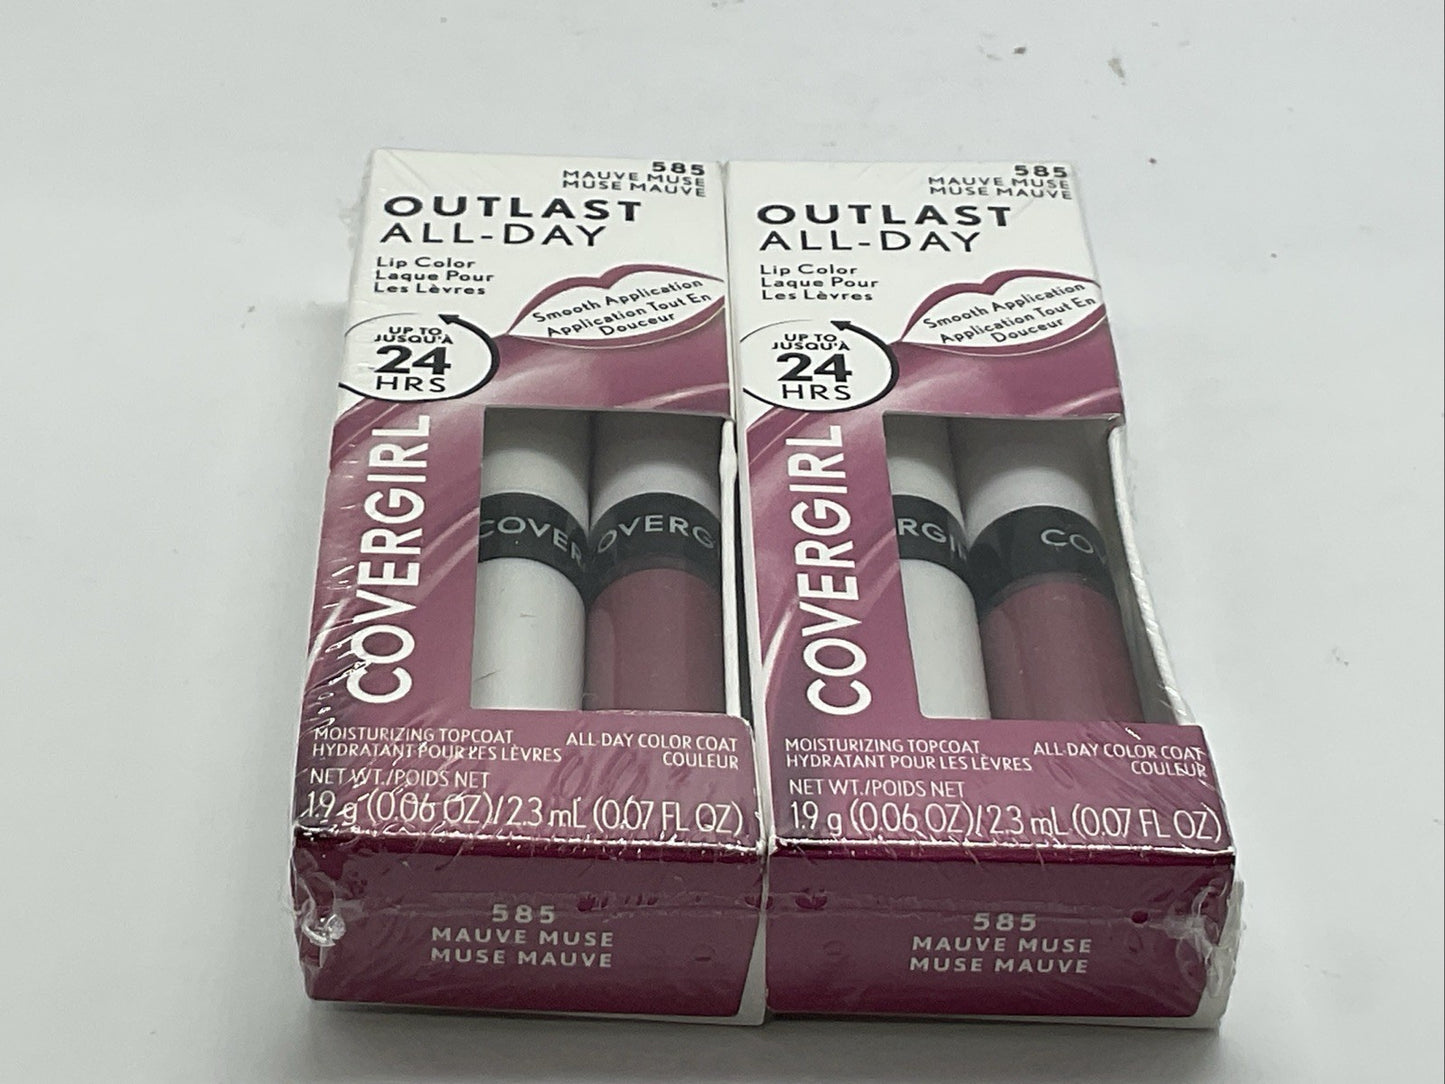 585
MAUVE MUSE
MUSE MAUVE
OUTLAST
ALL-DAY
Lip Color
Laque Pour
Les Lèvres
Smooth Application
Application Tout En
Douceur
UP TO
JUSQU'À
24
HRS
COVERGIRL
COVER
OVERG
MOISTURIZING TOPCOAT
HYDRATANT POUR LES LÈVRES
ALL-DAY COLOR COAT
COULEUR
NET WT./POIDS NET
1.9 g (0.06 OZ)/2.3 mL (0.07 FL OZ)
585
MAUVE MUSE
MUSE MAUVE
585
MAUVE MUSE
MUSE MAUVE
OUTLAST
ALL-DAY
Lip Color
Laque Pour
Les Lèvres
Smooth Application
Application Tout En
Douceur
UP TO
JUSQU'À
24
HRS
COVERGIRL
RGI
CO
MOISTURIZING TOPCOAT
HYDRATANT POUR LES LÈVRES
ALL-DAY COLOR COAT
COULEUR
NET WT./POIDS NET
1.9 g (0.06 OZ)/2.3 mL (0.07 FL OZ)
585
MAUVE MUSE
MUSE MAUVE